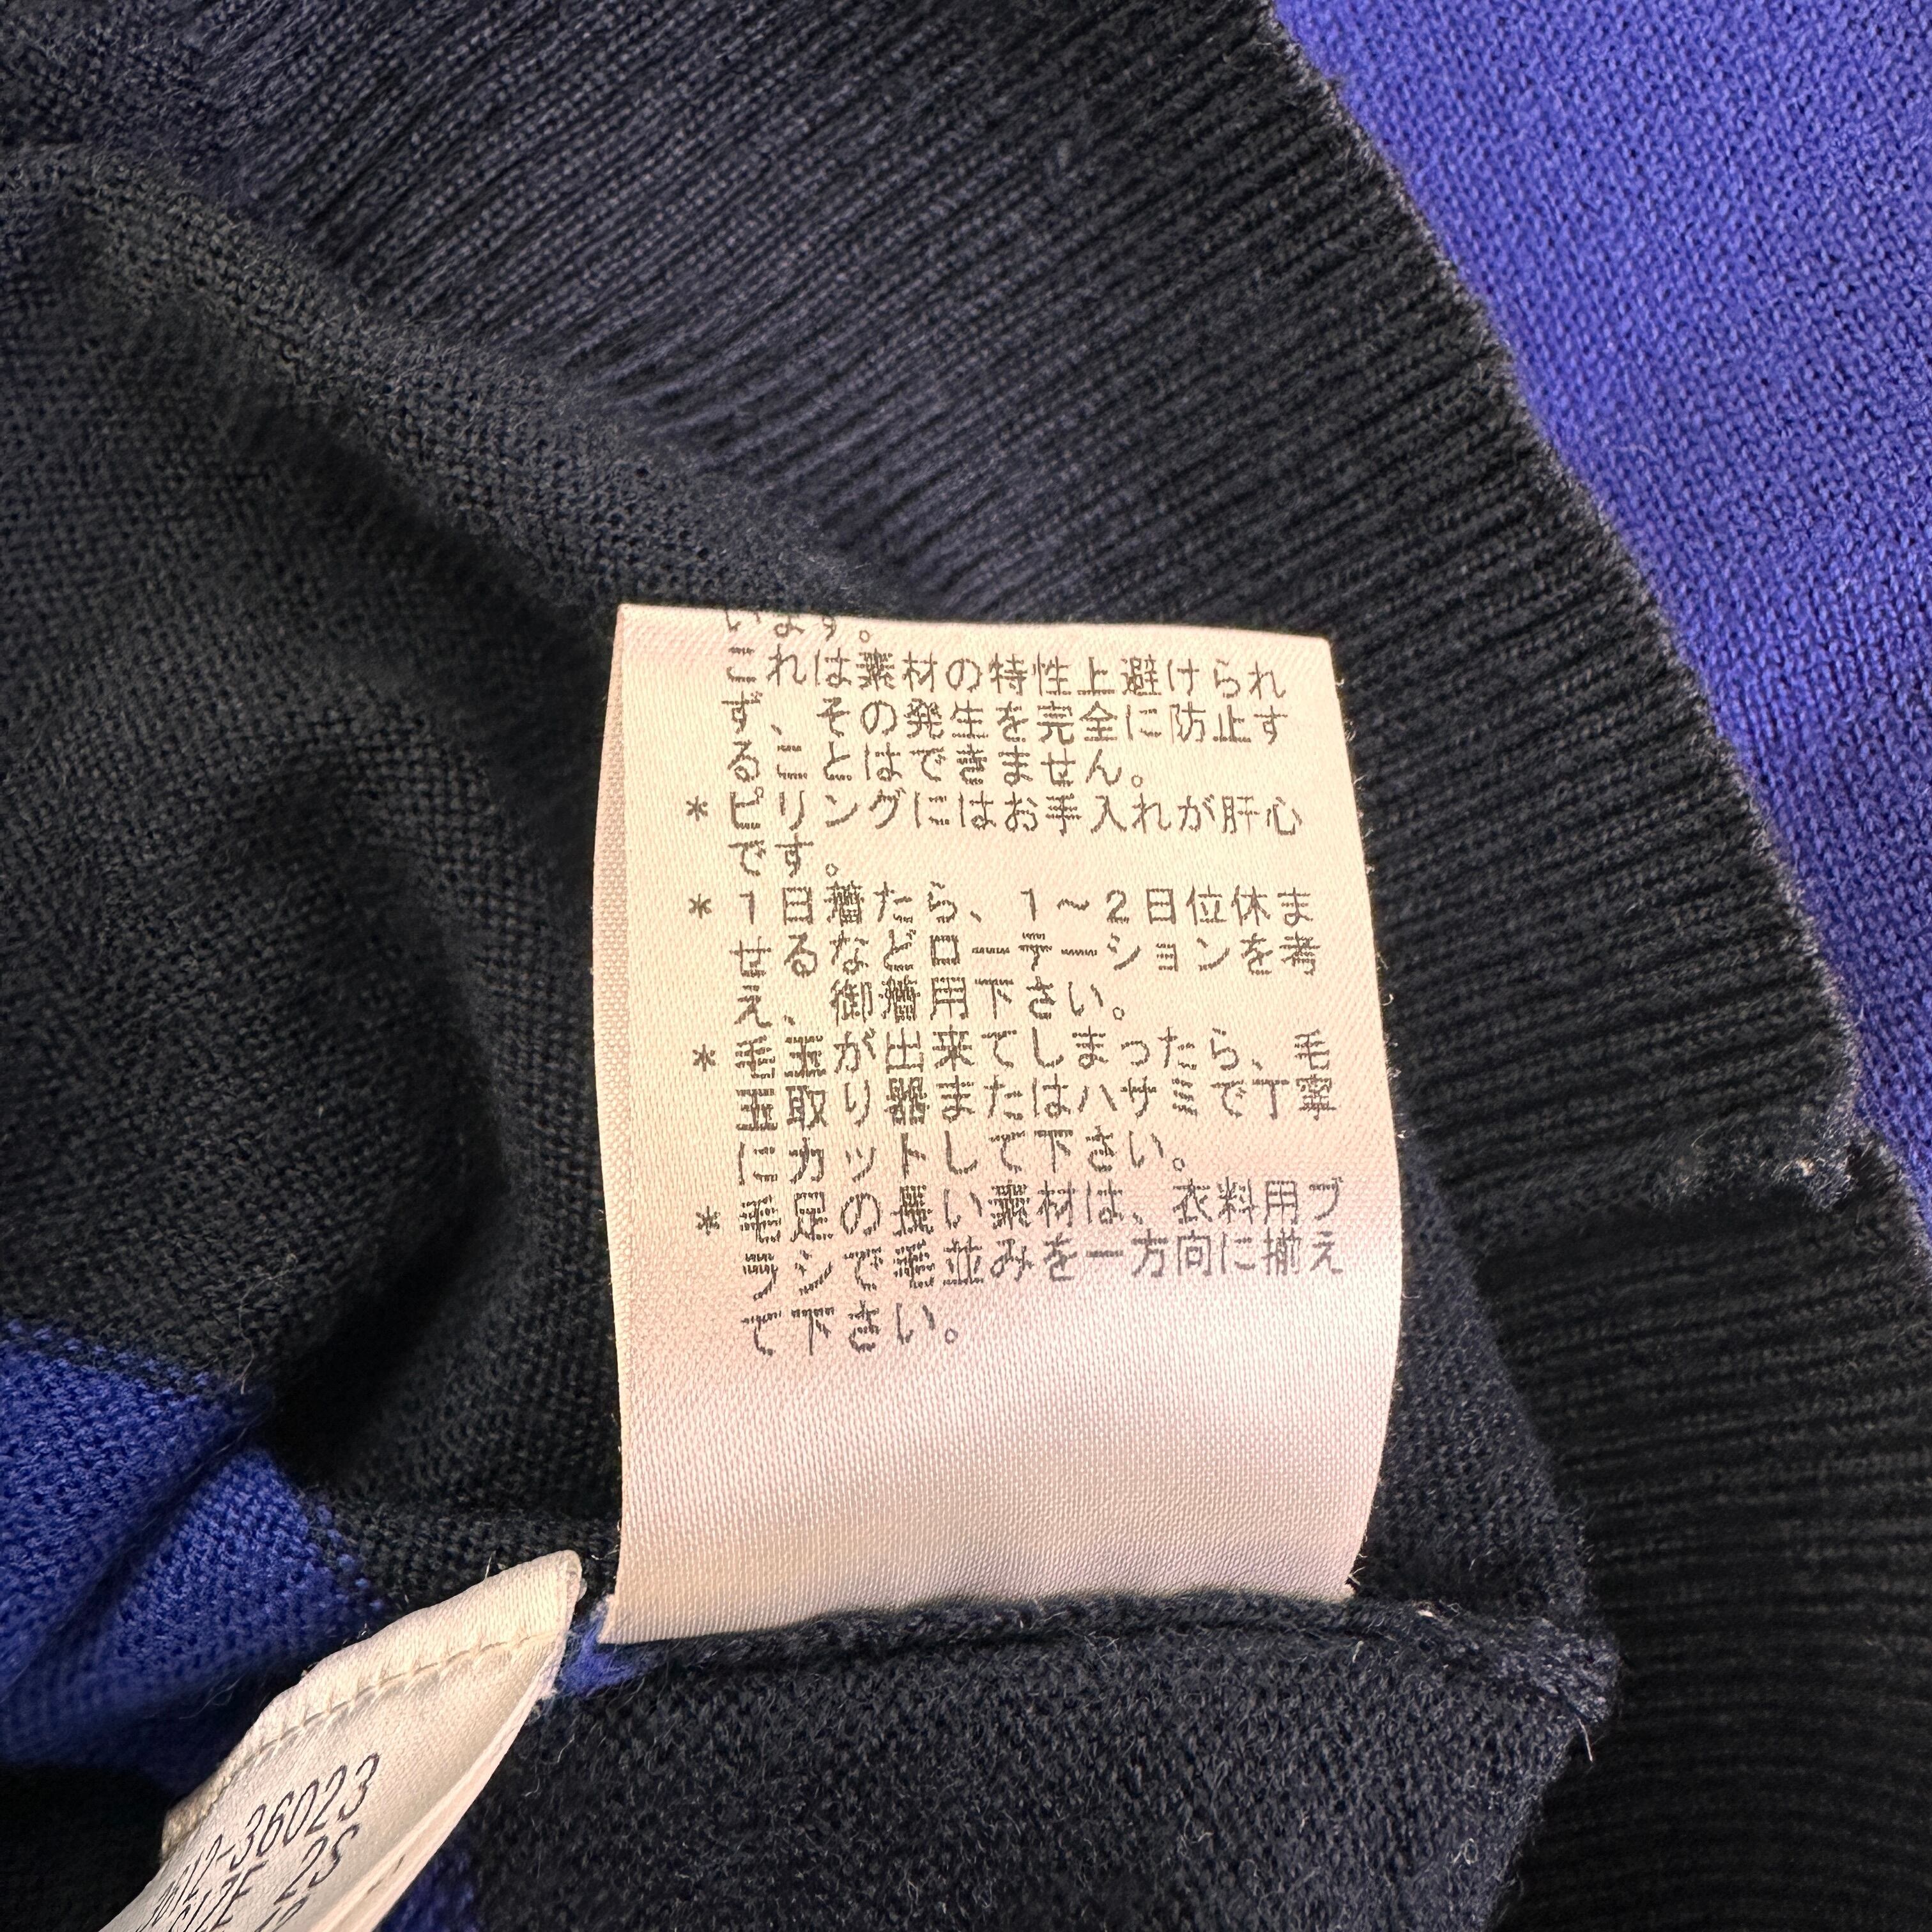 います。
これは素材の特性上避けられ
ず、その発生を完全に防止す
ることはできません。
*ピリングにはお手入れが肝心
です。
*1日着たら、1～2日位休ま
せるなどローテーションを考
え、御着用下さい。
*毛玉が出来てしまったら、毛
玉取り器またはハサミで丁寧
にカットして下さい。
*毛足の長い素材は、衣料用ブ
ラシで毛並みを一方向に揃え
て下さい。
-36023
SIZE 2S